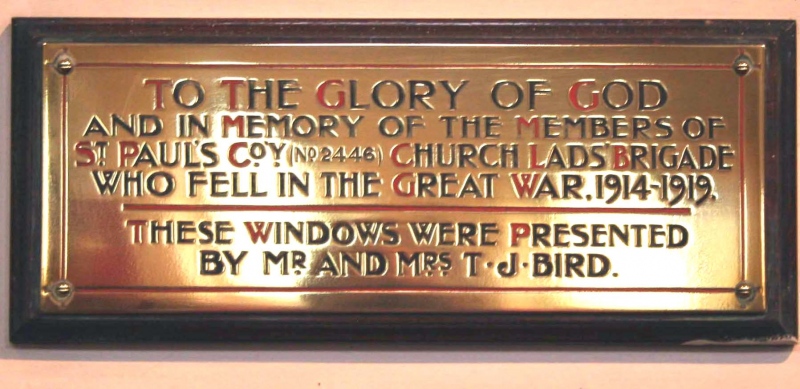 TO THE GLORY OF GOD
AND IN MEMORY OF THE MEMBERS OF
ST PAUL'S COY (NO 2446) CHURCH LADS' BRIGADE
WHO FELL IN THE GREAT WAR. 1914-1919.
THESE WINDOWS WERE PRESENTED
BY MR AND MRS T·J·BIRD.